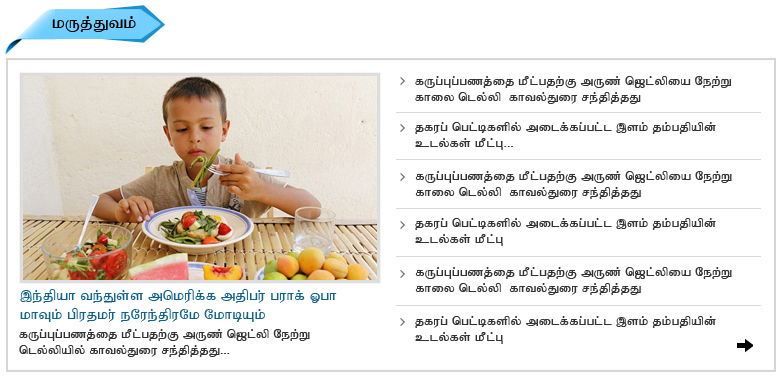 மருத்துவம்
இந்தியா வந்துள்ள அமெரிக்க அதிபர் பராக் ஓபா
மாவும் பிரதமர் நரேந்திரமே மோடியும்
கருப்புப்பணத்தை மீட்பதற்கு அருண் ஜெட்லி நேற்று
டெல்லியில் காவல்துரை சந்தித்தது...
கருப்புப்பணத்தை மீட்பதற்கு அருண் ஜெட்லியை நேற்று
காலை டெல்லி காவல்துரை சந்தித்தது
தகரப் பெட்டிகளில் அடைக்கப்பட்ட இளம் தம்பதியின்
உடல்கள் மீட்பு...
கருப்புப்பணத்தை மீட்பதற்கு அருண் ஜெட்லியை நேற்று
காலை டெல்லி காவல்துரை சந்தித்தது
தகரப் பெட்டிகளில் அடைக்கப்பட்ட இளம் தம்பதியின்
உடல்கள் மீட்பு
கருப்புப்பணத்தை மீட்பதற்கு அருண் ஜெட்லியை நேற்று
காலை டெல்லி காவல்துரை சந்தித்தது
தகரப் பெட்டிகளில் அடைக்கப்பட்ட இளம் தம்பதியின்
உடல்கள் மீட்பு